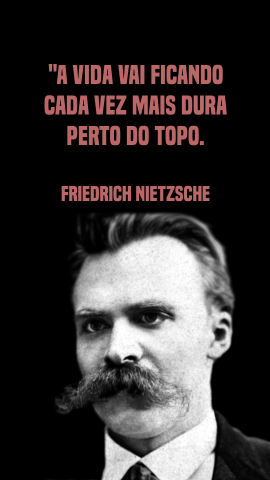 "A VIDA VAI FICANDO
CADA VEZ MAIS DURA
PERTO DO TOPO.
FRIEDRICH NIETZSCHE